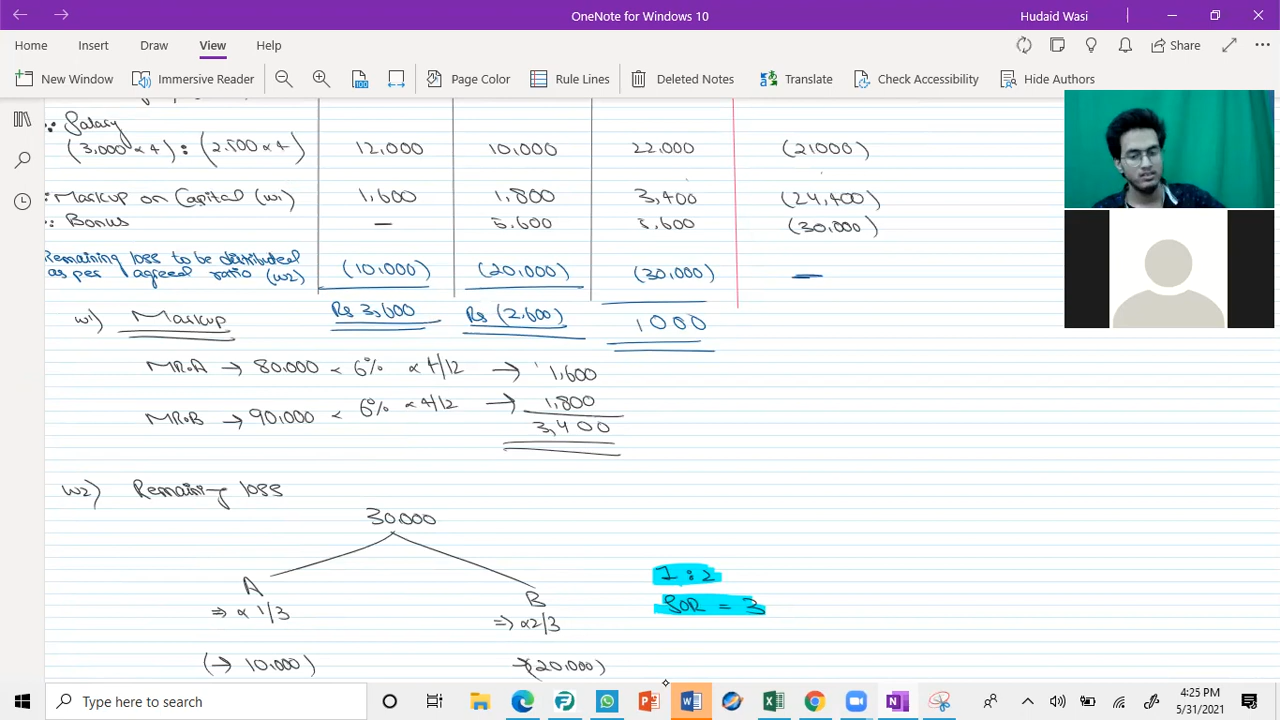 OneNote for Windows 10
Hudaid Wasi
Home Insert Draw View Help
Share
New Window Immersive Reader Page Color Rule Lines Deleted Notes Translate Check Accessibility Hide Authors
∴ Salary
(3,000 x 4) : (2,500 x 4) 12,000 10,000 22,000 (21000)
: Markup on Capital (w1) 1,600 1,800 3,400 (24,400)
∴ Bonus — 5,600 5,600 (30,000)
Remaining loss to be distributed
as per agreed ratio (w2) (10,000) (20,000) (30,000) —
Rs 3,600 Rs (2,600) 1000
w1) Markup
MR.A → 80,000 x 6% x 4/12 → 1,600
MR.B → 90,000 x 6% x 4/12 → 1,800
3,400
w2) Remaining loss
30,000
A B
⇒ x 1/3 ⇒ x 2/3
1 : 2
SOR = 3
(→ 10,000) →(20,000)
Type here to search
4:25 PM
5/31/2021